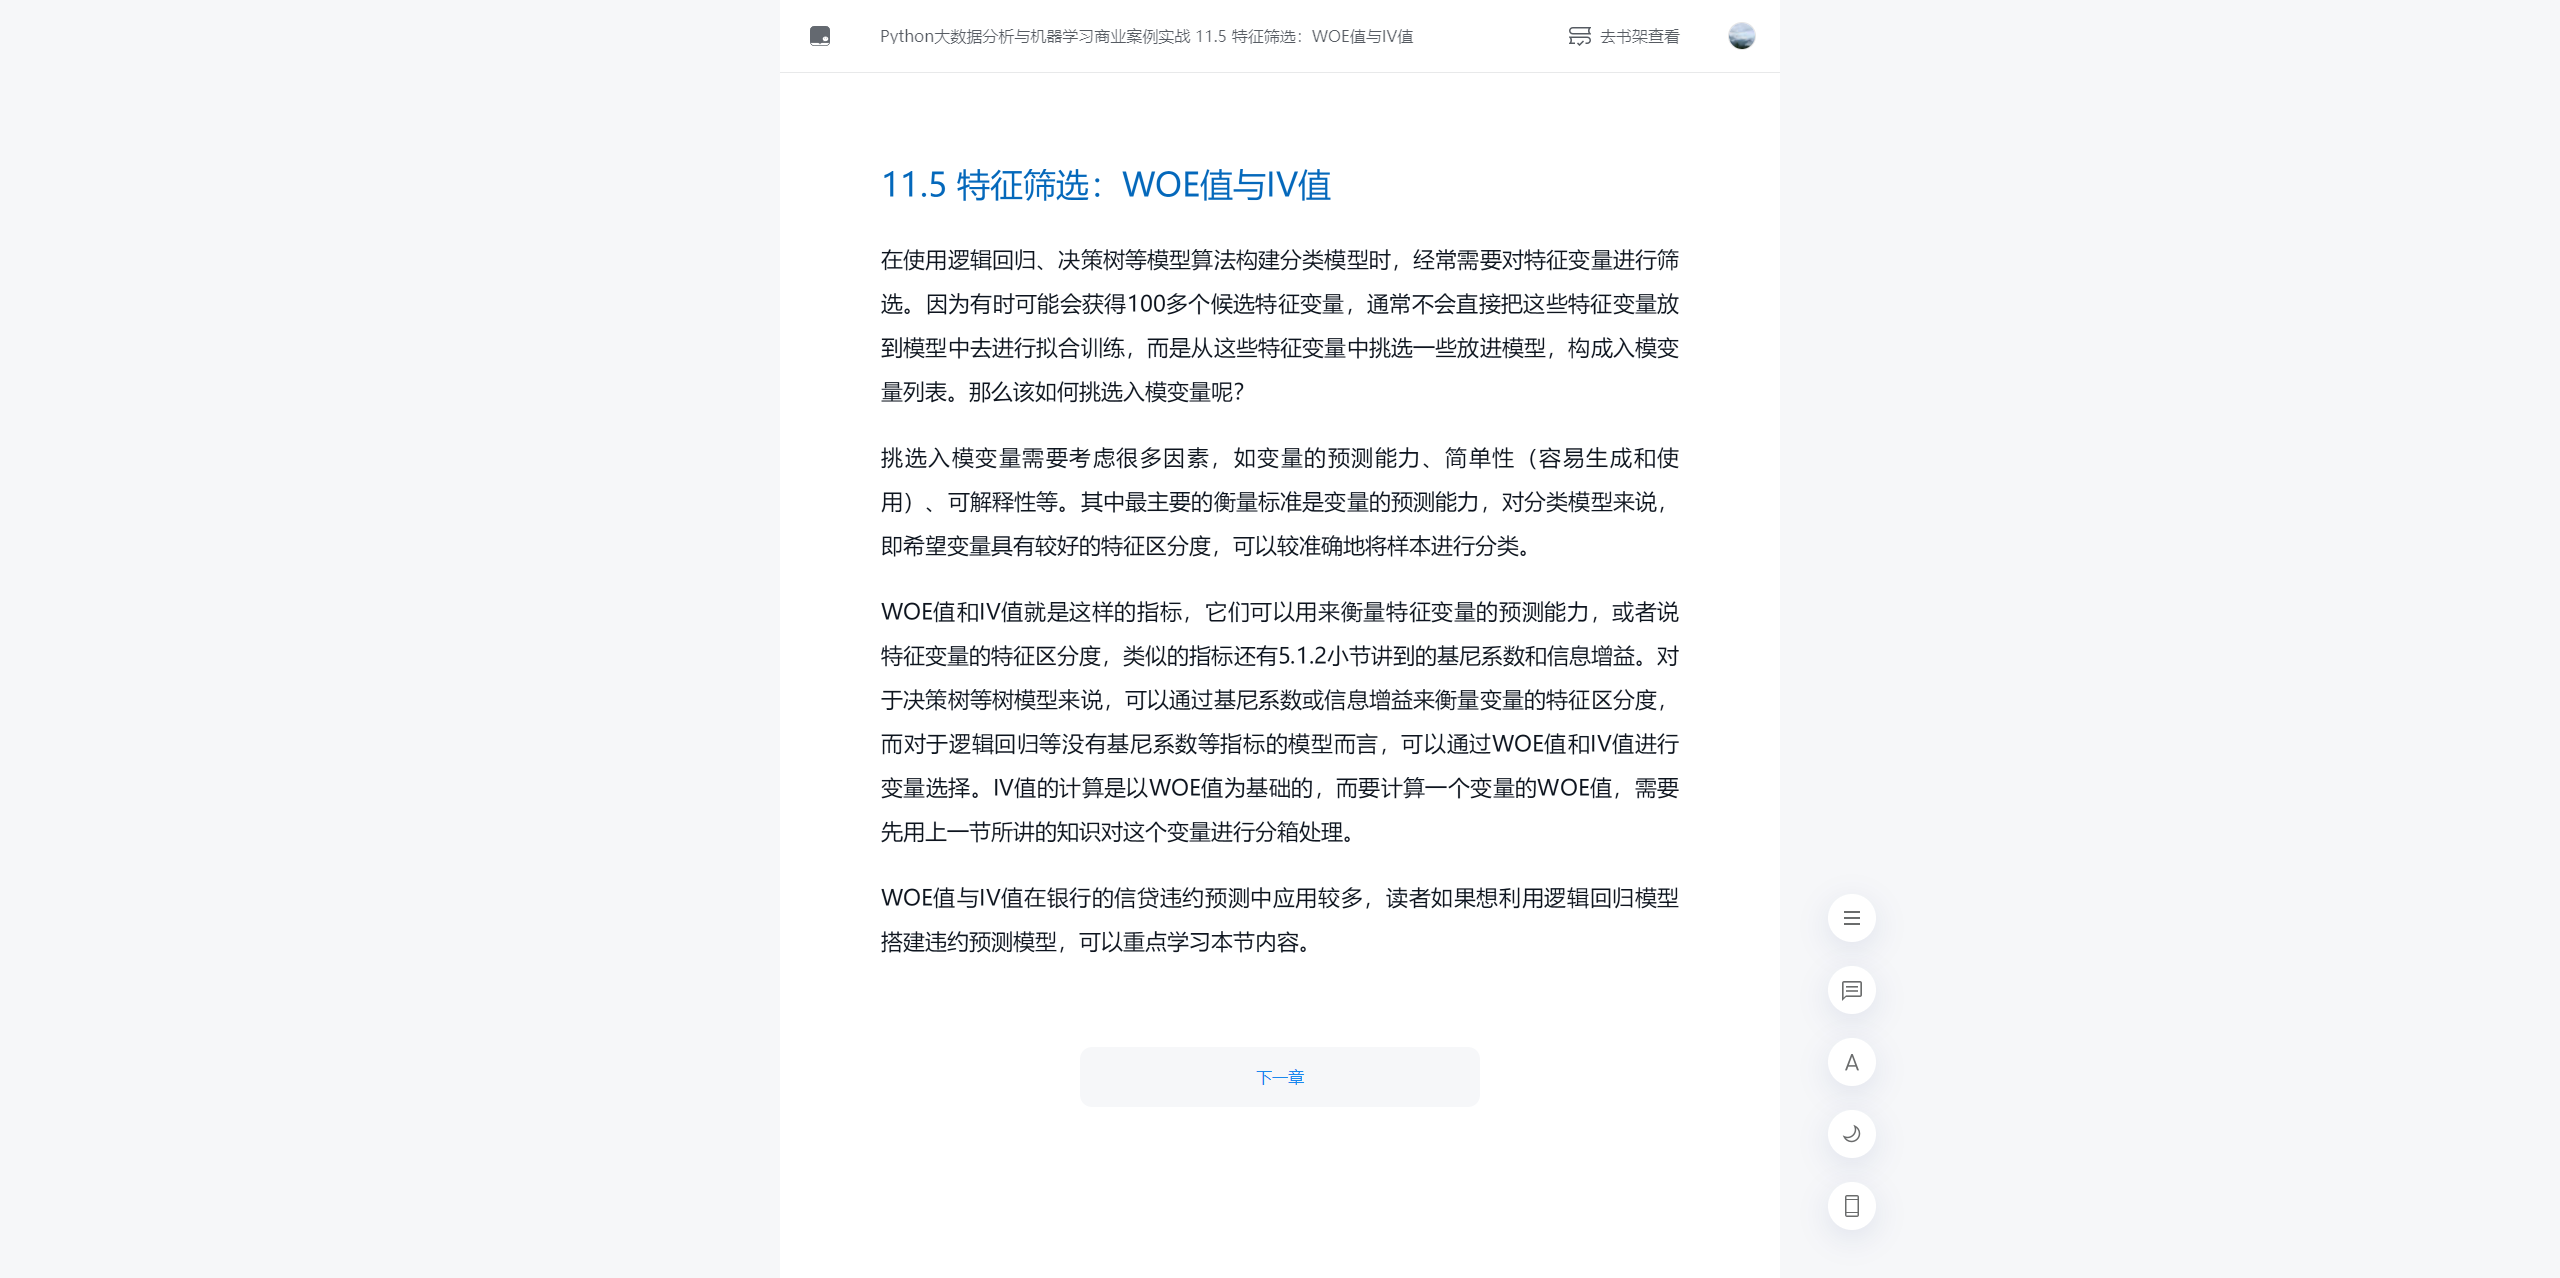 Python大数据分析与机器学习商业案例实战 11.5 特征筛选：WOE值与IV值
去书架查看
11.5 特征筛选：WOE值与IV值
在使用逻辑回归、决策树等模型算法构建分类模型时，经常需要对特征变量进行筛
选。因为有时可能会获得100多个候选特征变量，通常不会直接把这些特征变量放
到模型中去进行拟合训练，而是从这些特征变量中挑选一些放进模型，构成入模变
量列表。那么该如何挑选入模变量呢？
挑选入模变量需要考虑很多因素，如变量的预测能力、简单性（容易生成和使
用）、可解释性等。其中最主要的衡量标准是变量的预测能力，对分类模型来说，
即希望变量具有较好的特征区分度，可以较准确地将样本进行分类。
WOE值和IV值就是这样的指标，它们可以用来衡量特征变量的预测能力，或者说
特征变量的特征区分度，类似的指标还有5.1.2小节讲到的基尼系数和信息增益。对
于决策树等树模型来说，可以通过基尼系数或信息增益来衡量变量的特征区分度，
而对于逻辑回归等没有基尼系数等指标的模型而言，可以通过WOE值和IV值进行
变量选择。IV值的计算是以WOE值为基础的，而要计算一个变量的WOE值，需要
先用上一节所讲的知识对这个变量进行分箱处理。
WOE值与IV值在银行的信贷违约预测中应用较多，读者如果想利用逻辑回归模型
搭建违约预测模型，可以重点学习本节内容。
下一章
A